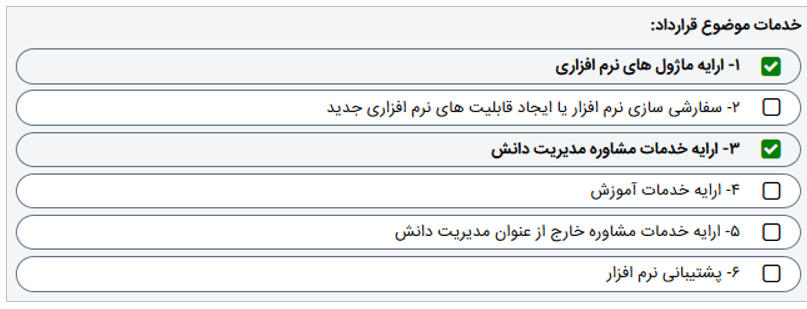 خدمات موضوع قرارداد:
۱- ارایه ماژول های نرم افزاری
۲- سفارشی سازی نرم افزار یا ایجاد قابلیت های نرم افزاری جدید
۳- ارایه خدمات مشاوره مدیریت دانش
۴- ارایه خدمات آموزش
۵- ارایه خدمات مشاوره خارج از عنوان مدیریت دانش
۶- پشتیبانی نرم افزار